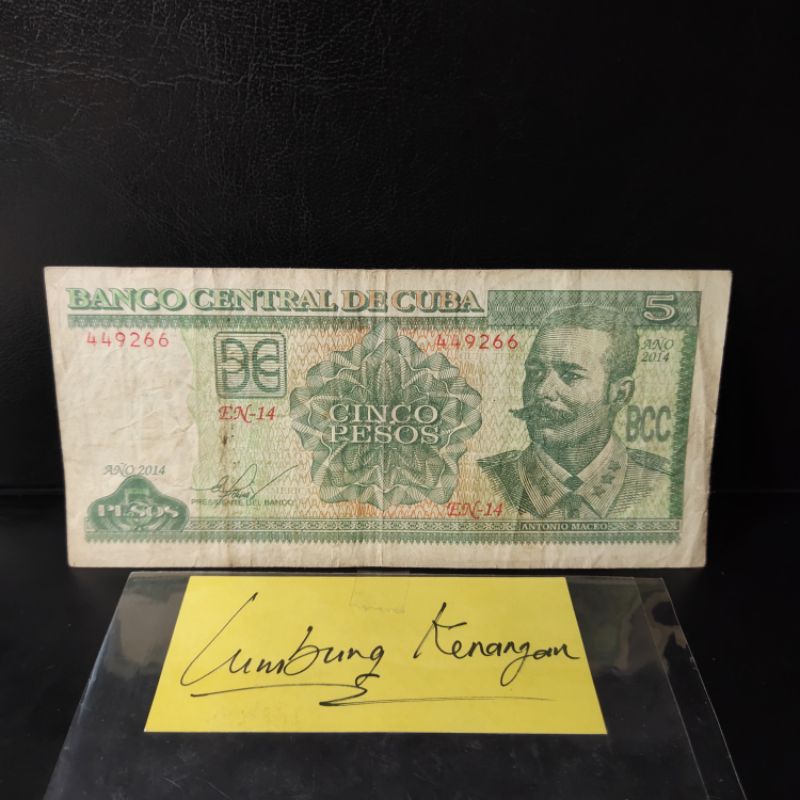 BANCO CENTRAL DE CUBA 5
449266 449266
AÑO 2014
EN-14
CINCO
PESOS
BCC
AÑO 2014
PRESIDENTE DEL BANCO
EN-14
PESOS
ANTONIO MACEO
Lumbung Kenangan